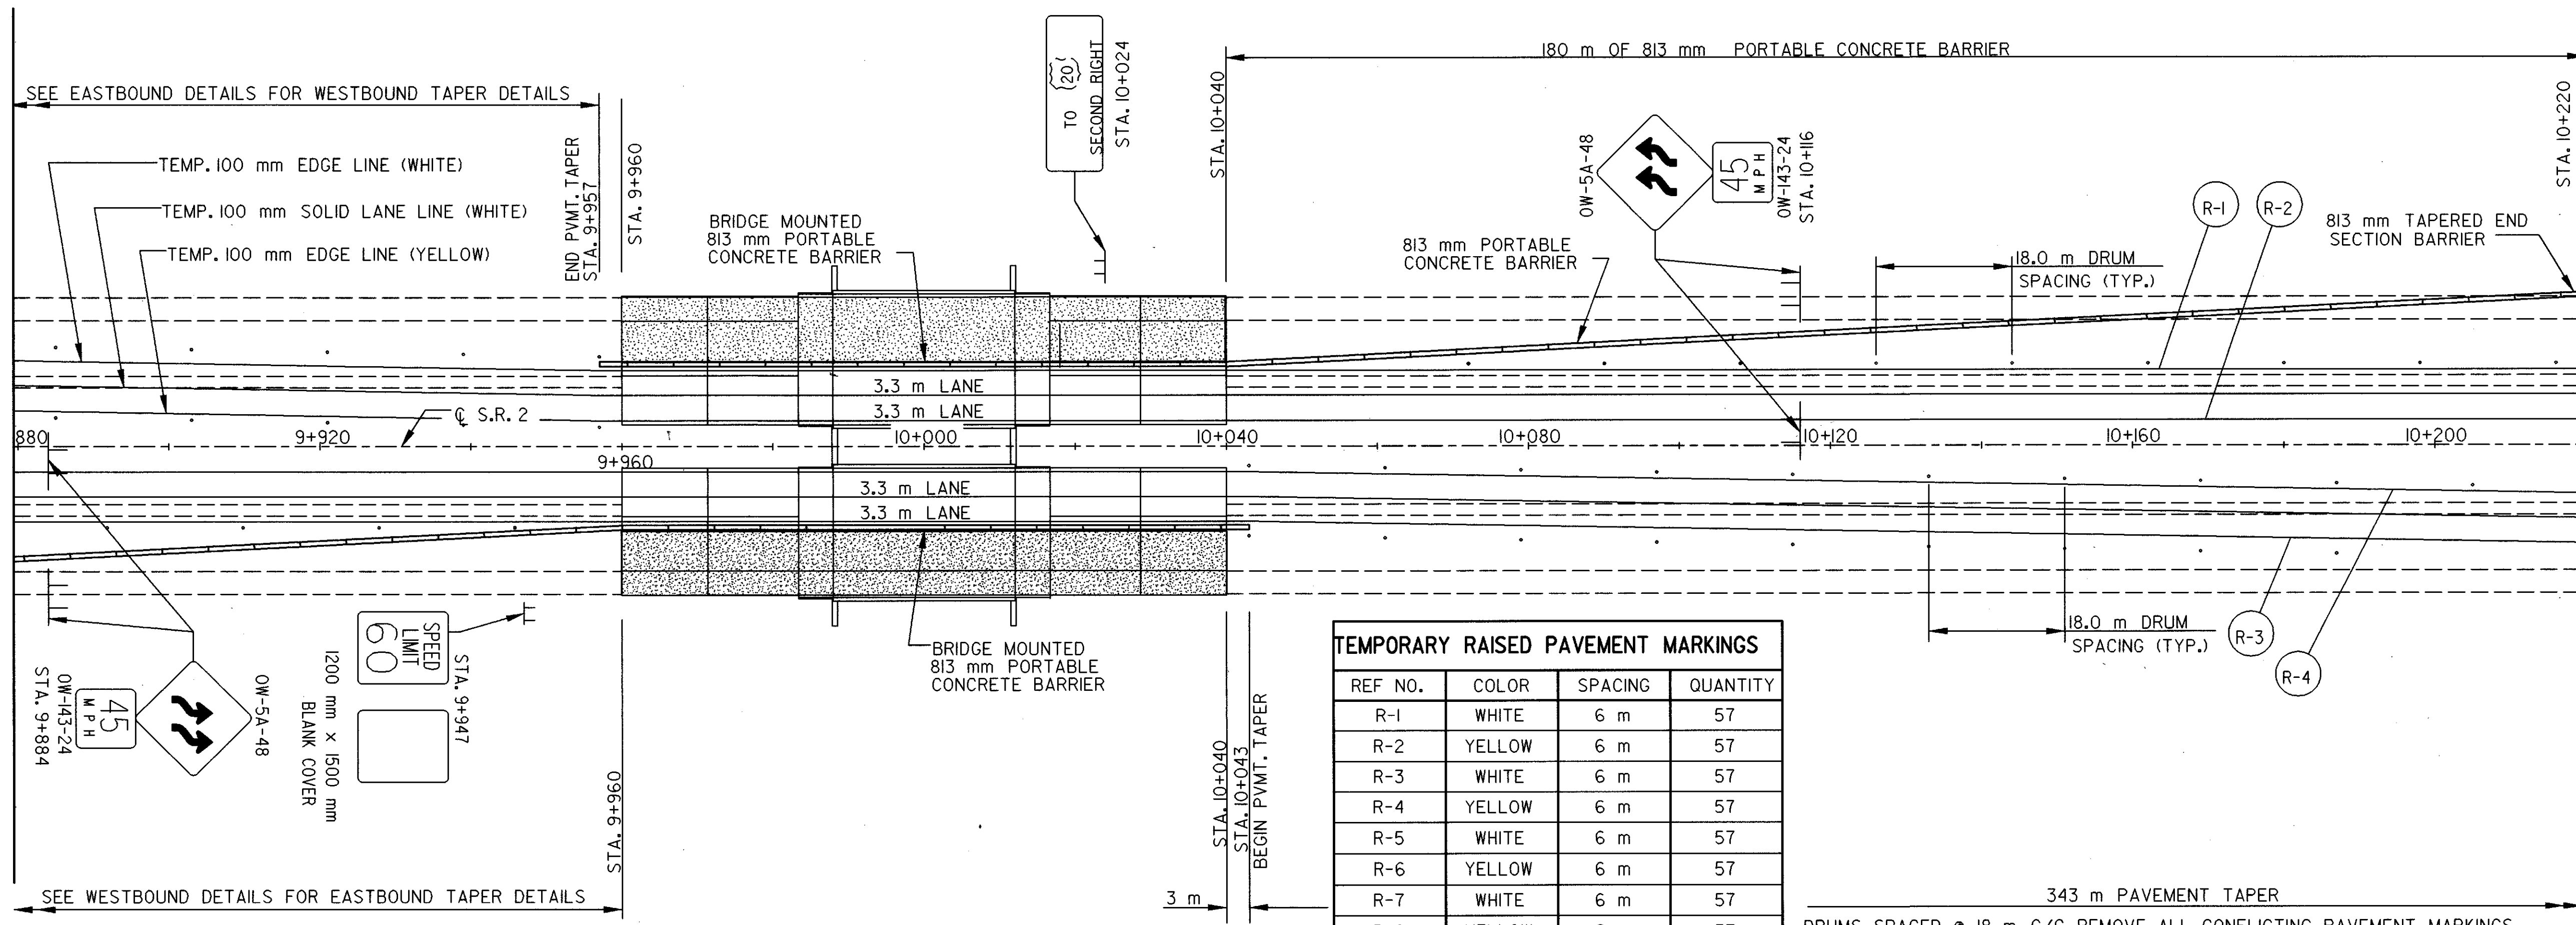 180 m OF 813 mm PORTABLE CONCRETE BARRIER
SEE EASTBOUND DETAILS FOR WESTBOUND TAPER DETAILS
TEMP. 100 mm EDGE LINE (WHITE)
TEMP. 100 mm SOLID LANE LINE (WHITE)
TEMP. 100 mm EDGE LINE (YELLOW)
END PVMT. TAPER
STA. 9+957
STA. 9+960
BRIDGE MOUNTED
813 mm PORTABLE
CONCRETE BARRIER
TO 20
SECOND RIGHT
STA. 10+024
STA. 10+040
813 mm PORTABLE
CONCRETE BARRIER
OW-5A-48
45
MPH
OW-143-24
STA. 10+116
18.0 m DRUM
SPACING (TYP.)
R-1
R-2
813 mm TAPERED END
SECTION BARRIER
STA. 10+220
3.3 m LANE
3.3 m LANE
℄ S.R. 2
880
9+920
9+960
10+000
10+040
10+080
10+120
10+160
10+200
3.3 m LANE
3.3 m LANE
STA. 9+884
OW-143-24
45
MPH
OW-5A-48
1200 mm x 1500 mm
BLANK COVER
SPEED
LIMIT
60
STA. 9+947
STA. 9+960
BRIDGE MOUNTED
813 mm PORTABLE
CONCRETE BARRIER
STA. 10+040
STA. 10+043
BEGIN PVMT. TAPER
18.0 m DRUM
SPACING (TYP.)
R-3
R-4
TEMPORARY RAISED PAVEMENT MARKINGS
REF NO. COLOR SPACING QUANTITY
R-1 WHITE 6 m 57
R-2 YELLOW 6 m 57
R-3 WHITE 6 m 57
R-4 YELLOW 6 m 57
R-5 WHITE 6 m 57
R-6 YELLOW 6 m 57
R-7 WHITE 6 m 57
SEE WESTBOUND DETAILS FOR EASTBOUND TAPER DETAILS
3 m
343 m PAVEMENT TAPER
DRUMS SPACED @ 18 m C/C REMOVE ALL CONFLICTING PAVEMENT MARKINGS